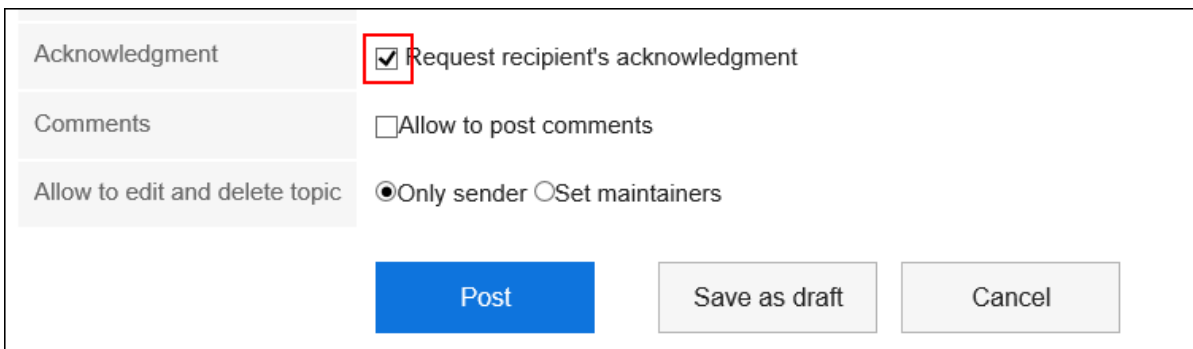 Acknowledgment Request recipient's acknowledgment
Comments Allow to post comments
Allow to edit and delete topic Only sender Set maintainers
Post Save as draft Cancel